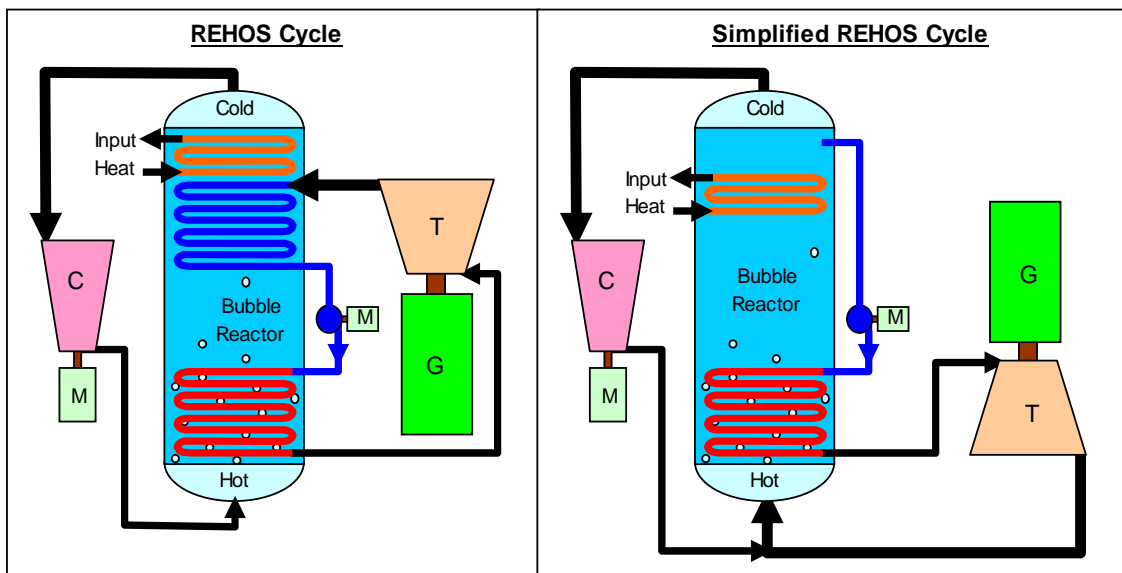 REHOS Cycle
Cold
Input
Heat
T
C
Bubble
Reactor
M
G
M
Hot
Simplified REHOS Cycle
Cold
Input
Heat
G
C
Bubble
Reactor
M
M
T
Hot